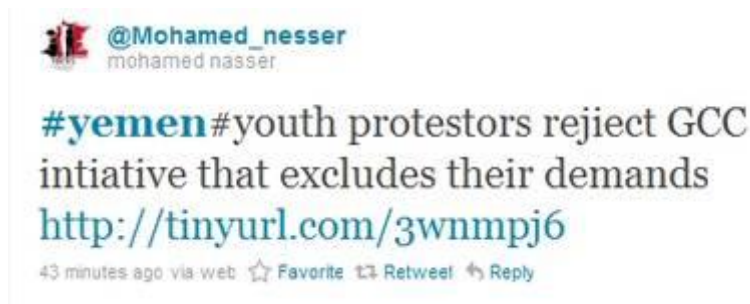 @Mohamed_nesser
mohamed nasser
#yemen#youth protestors rejiect GCC
intiative that excludes their demands
http://tinyurl.com/3wnmpj6
43 minutes ago via web Favorite Retweet Reply